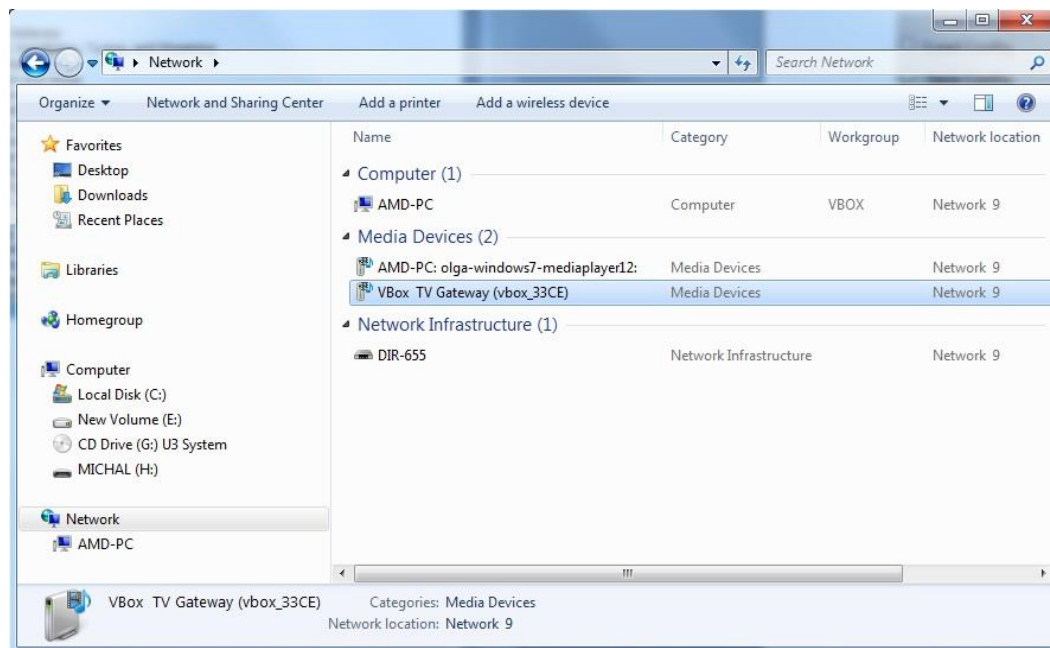 Network
Search Network
Organize Network and Sharing Center Add a printer Add a wireless device
Favorites
Desktop
Downloads
Recent Places
Libraries
Homegroup
Computer
Local Disk (C:)
New Volume (E:)
CD Drive (G:) U3 System
MICHAL (H:)
Network
AMD-PC
Name Category Workgroup Network location
Computer (1)
AMD-PC Computer VBOX Network 9
Media Devices (2)
AMD-PC: olga-windows7-mediaplayer12: Media Devices Network 9
VBox TV Gateway (vbox_33CE) Media Devices Network 9
Network Infrastructure (1)
DIR-655 Network Infrastructure Network 9
VBox TV Gateway (vbox_33CE) Categories: Media Devices
Network location: Network 9